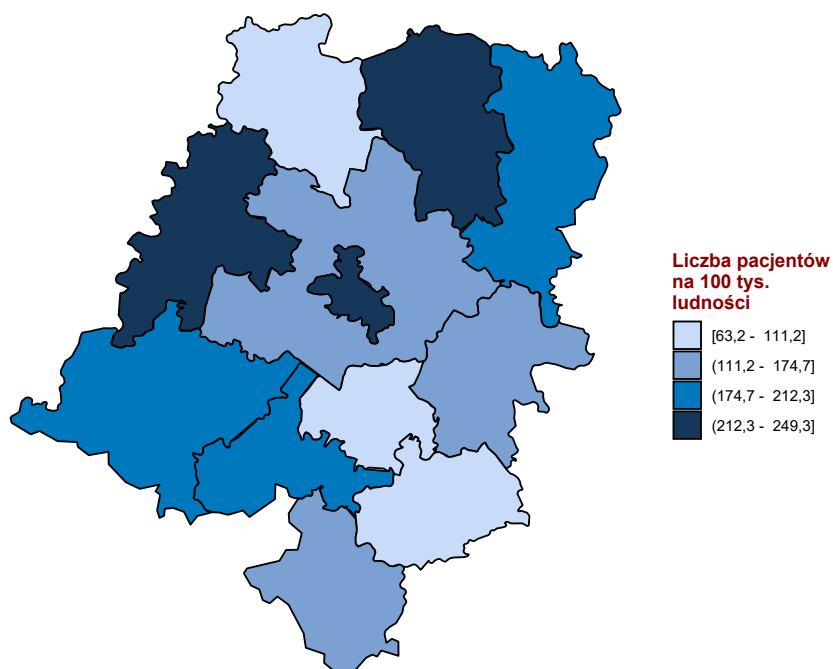 Liczba pacjentów
na 100 tys.
ludności
[63,2 - 111,2]
(111,2 - 174,7]
(174,7 - 212,3]
(212,3 - 249,3]